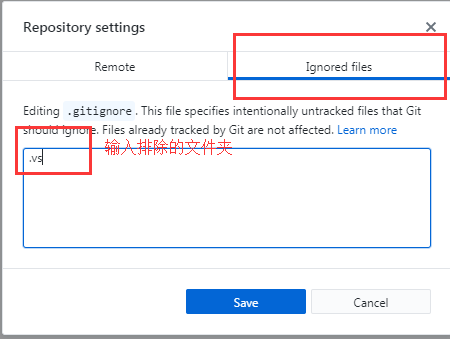 Repository settings
Remote
Ignored files
Editing .gitignore. This file specifies intentionally untracked files that Git
should ignore. Files already tracked by Git are not affected. Learn more
.vs
输入排除的文件夹
Save
Cancel